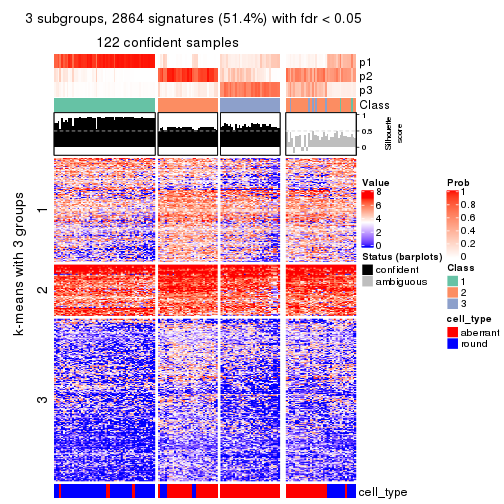 3 subgroups, 2864 signatures (51.4%) with fdr < 0.05
122 confident samples
p1
p2
p3
Class
1
0.5
0
Silhouette
score
k-means with 3 groups
1
2
3
cell_type
Value
8
6
4
2
0
Status (barplots)
confident
ambiguous
Prob
1
0.8
0.6
0.4
0.2
0
Class
1
2
3
cell_type
aberrant
round